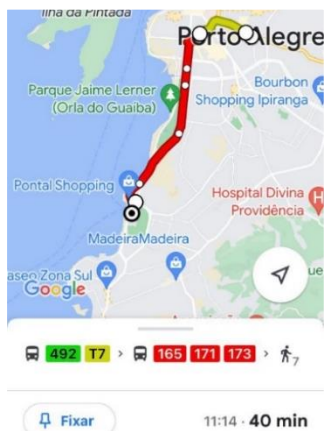 Ilha da Pintada
Porto Alegre
Parque Jaime Lerner
(Orla do Guaíba)
Bourbon
Shopping Ipiranga
Pontal Shopping
Hospital Divina
Providência
MadeiraMadeira
Zona Sul
Google
492 T7 > 165 171 173 > 7
Fixar
11:14 · 40 min